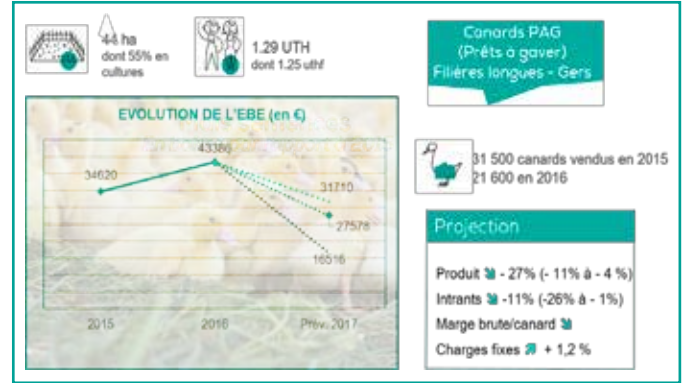 44 ha
dont 55% en
cultures
1.29 UTH
dont 1.25 uthf
Canards PAG
(Prêts à gaver)
Filières longues - Gers
EVOLUTION DE L'EBE (en €)
43386
34620
31710
27578
16516
2015
2016
Prév. 2017
31 500 canards vendus en 2015
21 600 en 2016
Projection
Produit - 27% (- 11% à - 4 %)
Intrants -11% (-26% à - 1%)
Marge brute/canard
Charges fixes + 1,2 %